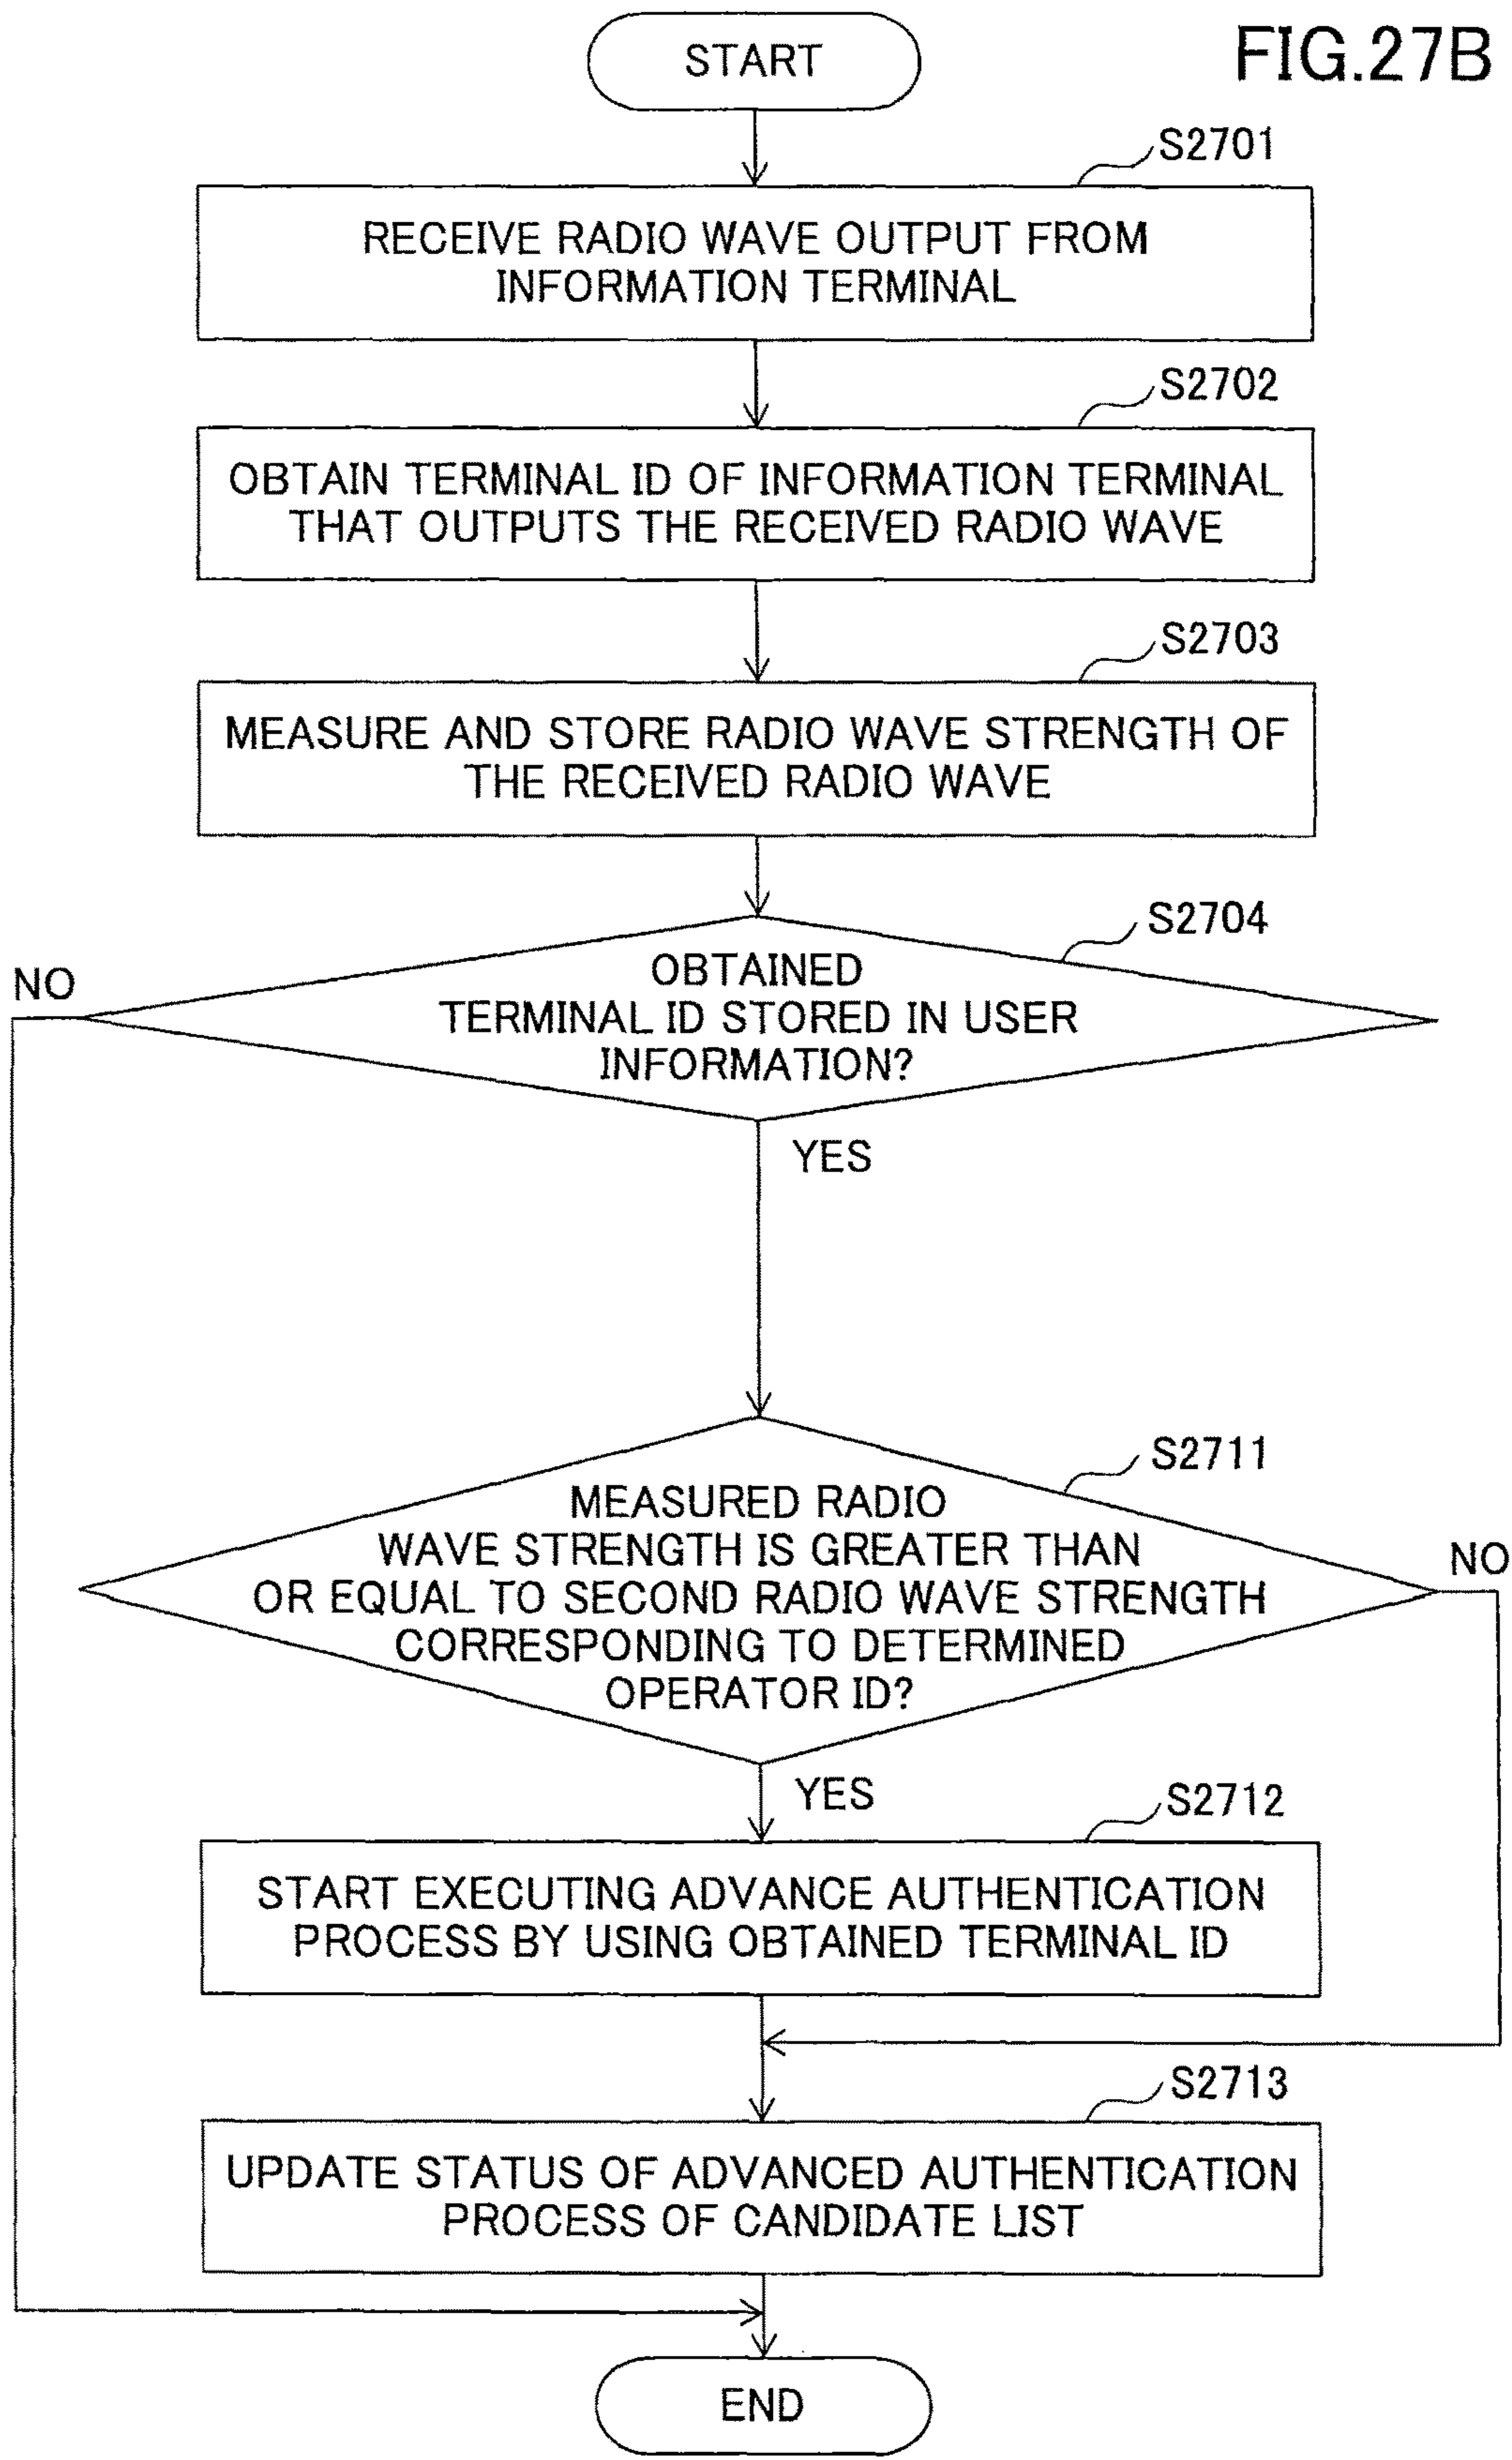 FIG.27B
START
S2701
RECEIVE RADIO WAVE OUTPUT FROM
INFORMATION TERMINAL
S2702
OBTAIN TERMINAL ID OF INFORMATION TERMINAL
THAT OUTPUTS THE RECEIVED RADIO WAVE
S2703
MEASURE AND STORE RADIO WAVE STRENGTH OF
THE RECEIVED RADIO WAVE
S2704
NO
OBTAINED
TERMINAL ID STORED IN USER
INFORMATION?
YES
S2711
MEASURED RADIO
WAVE STRENGTH IS GREATER THAN
OR EQUAL TO SECOND RADIO WAVE STRENGTH
CORRESPONDING TO DETERMINED
OPERATOR ID?
NO
YES
S2712
START EXECUTING ADVANCE AUTHENTICATION
PROCESS BY USING OBTAINED TERMINAL ID
S2713
UPDATE STATUS OF ADVANCED AUTHENTICATION
PROCESS OF CANDIDATE LIST
END